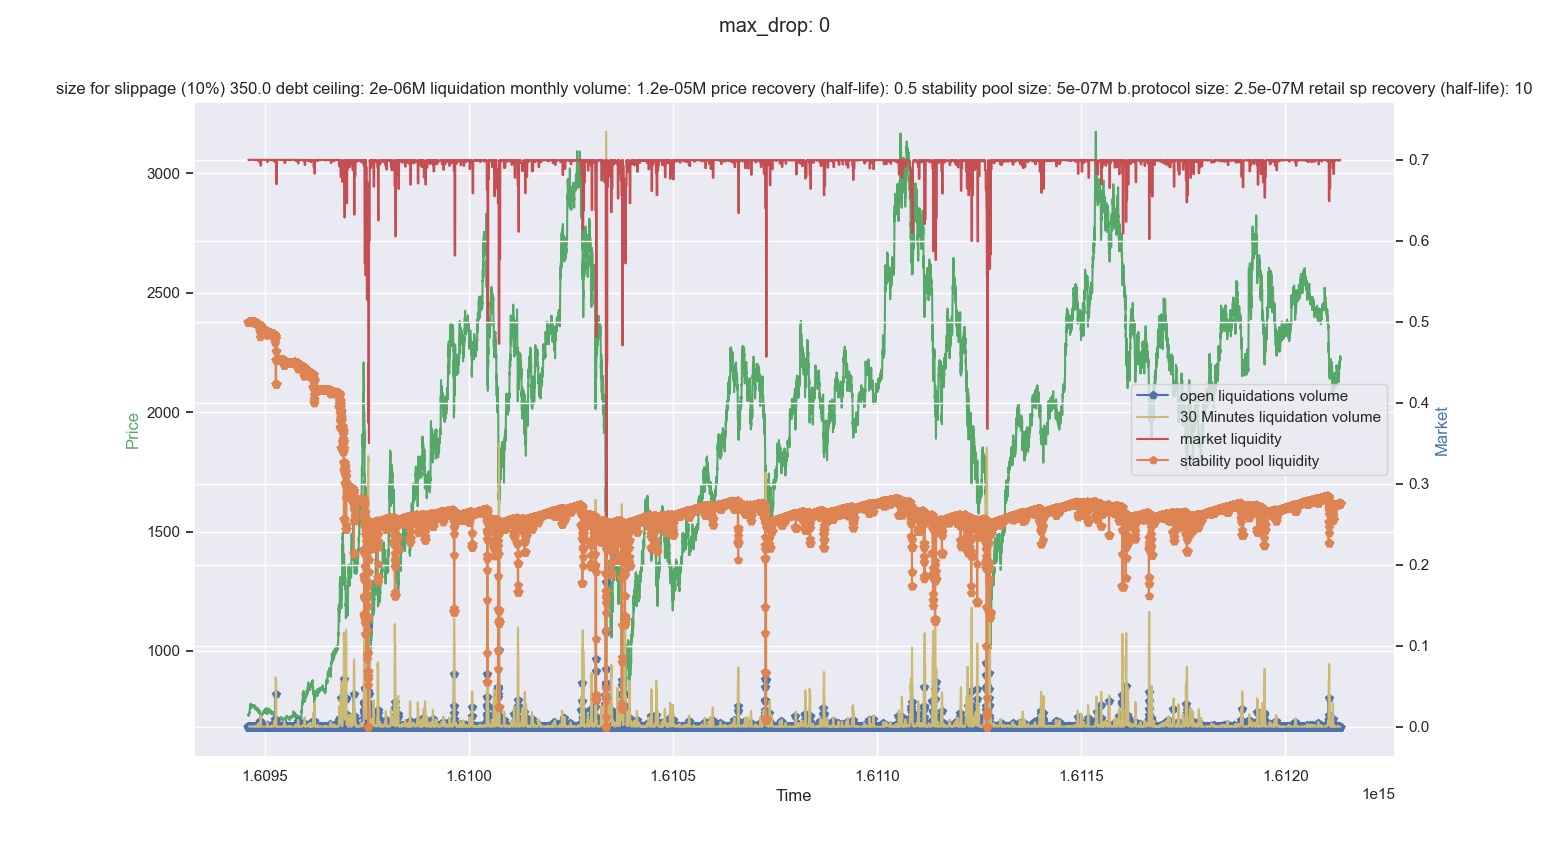 max_drop: 0
size for slippage (10%) 350.0 debt ceiling: 2e-06M liquidation monthly volume: 1.2e-05M price recovery (half-life): 0.5 stability pool size: 5e-07M b.protocol size: 2.5e-07M retail sp recovery (half-life): 10
3000
2500
2000
1500
1000
Price
0.7
0.6
0.5
0.4
0.3
0.2
0.1
0.0
Market
open liquidations volume
30 Minutes liquidation volume
market liquidity
stability pool liquidity
1.6095 1.6100 1.6105 1.6110 1.6115 1.6120
Time
1e15